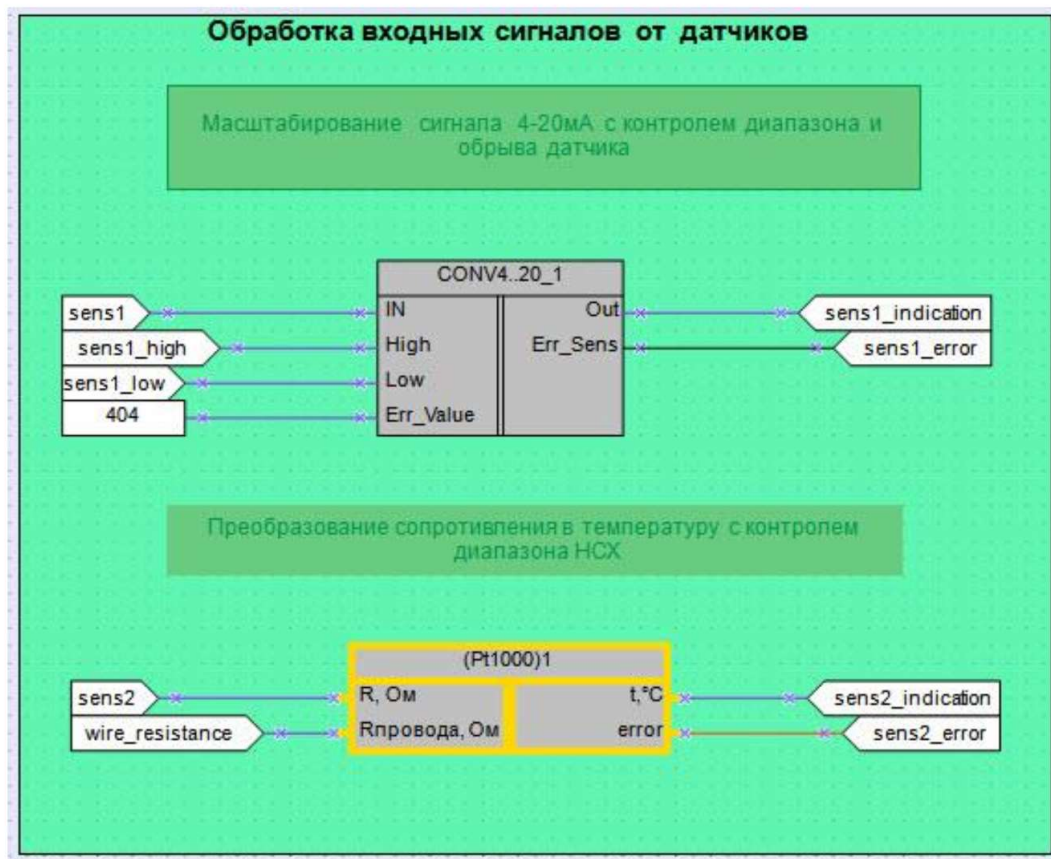 Обработка входных сигналов от датчиков
Масштабирование сигнала 4-20мА с контролем диапазона и
обрыва датчика
CONV4..20_1
sens1
IN
Out
sens1_indication
sens1_high
High
Err_Sens
sens1_error
sens1_low
Low
404
Err_Value
Преобразование сопротивления в температуру с контролем
диапазона НСХ
(Pt1000)1
sens2
R, Ом
t,°C
sens2_indication
wire_resistance
Rпровода, Ом
error
sens2_error